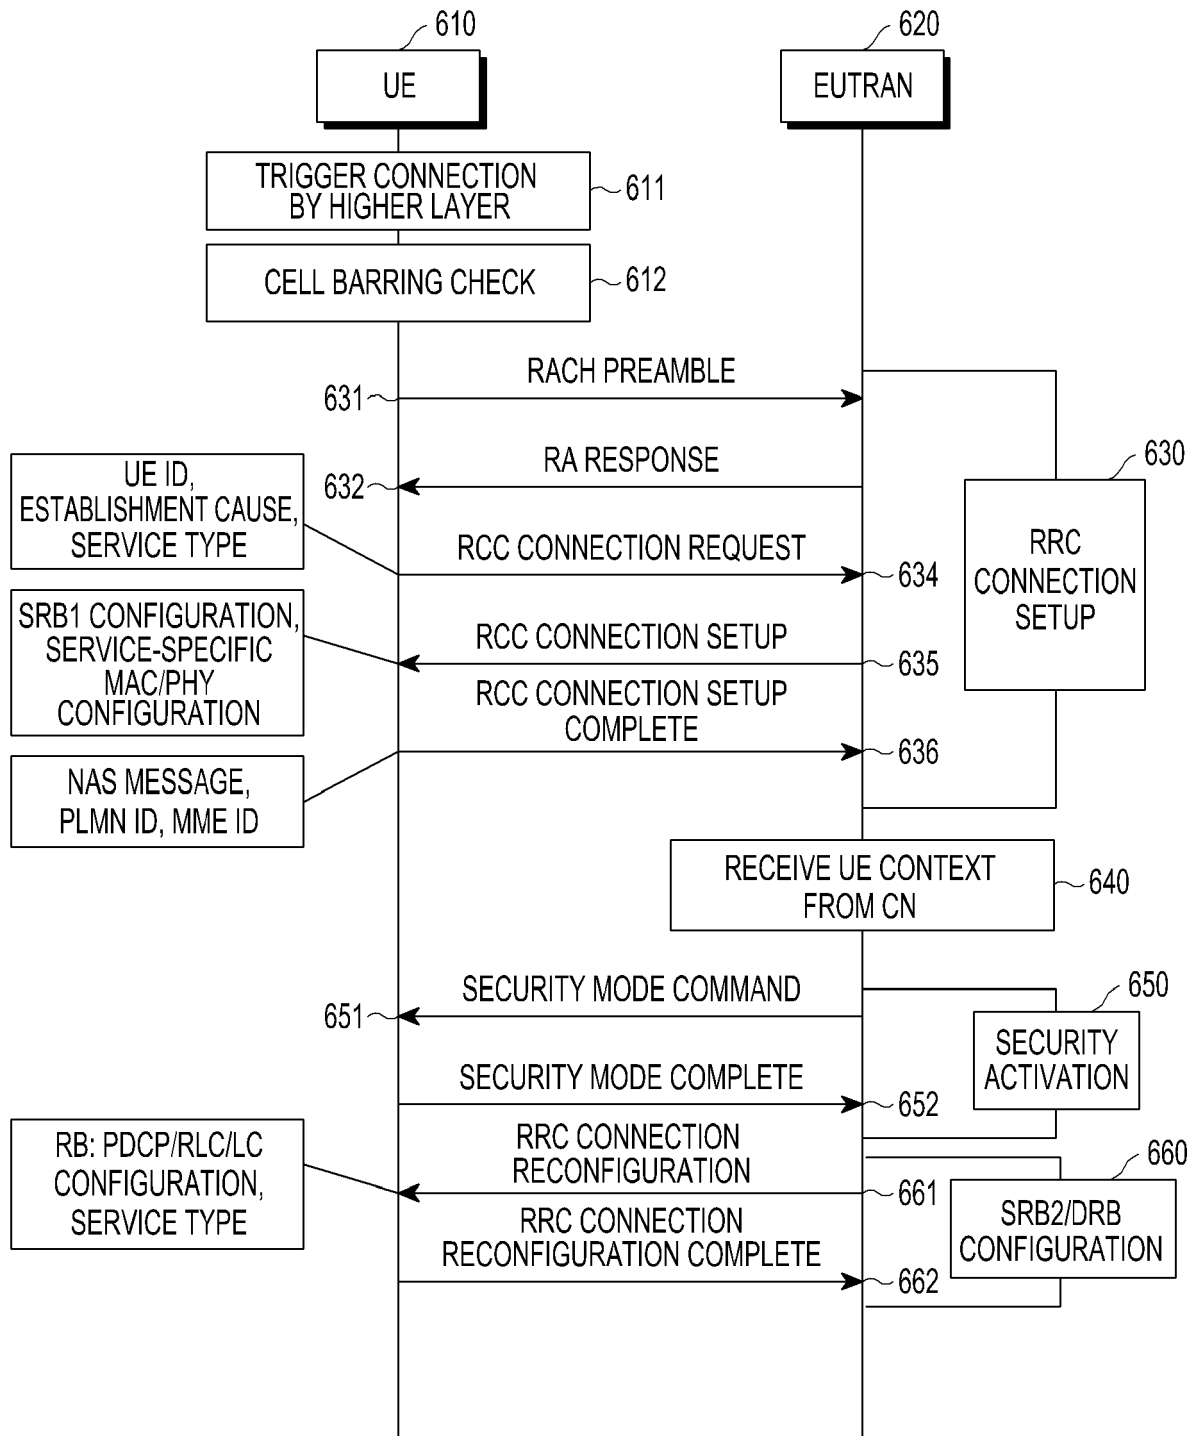 610
620
UE
EUTRAN
TRIGGER CONNECTION
BY HIGHER LAYER
611
CELL BARRING CHECK
612
RACH PREAMBLE
631
RA RESPONSE
632
630
UE ID,
ESTABLISHMENT CAUSE,
SERVICE TYPE
RRC
CONNECTION
SETUP
RCC CONNECTION REQUEST
634
SRB1 CONFIGURATION,
SERVICE-SPECIFIC
MAC/PHY
CONFIGURATION
RCC CONNECTION SETUP
635
RCC CONNECTION SETUP
COMPLETE
636
NAS MESSAGE,
PLMN ID, MME ID
RECEIVE UE CONTEXT
FROM CN
640
SECURITY MODE COMMAND
651
650
SECURITY
ACTIVATION
SECURITY MODE COMPLETE
652
RB: PDCP/RLC/LC
CONFIGURATION,
SERVICE TYPE
RRC CONNECTION
RECONFIGURATION
661
660
SRB2/DRB
CONFIGURATION
RRC CONNECTION
RECONFIGURATION COMPLETE
662